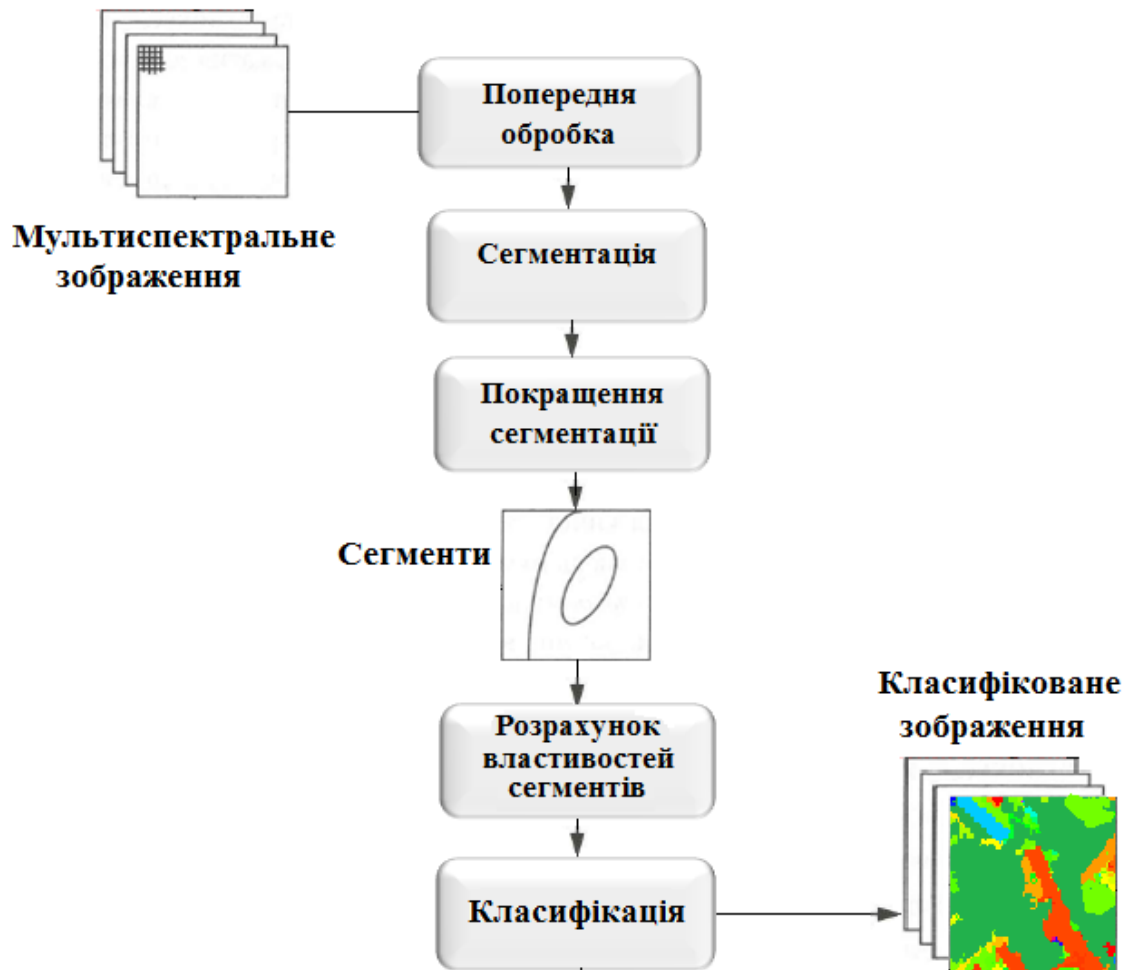 Попередня
обробка
Мультиспектральне
зображення
Сегментація
Покращення
сегментації
Сегменти
Розрахунок
властивостей
сегментів
Класифіковане
зображення
Класифікація